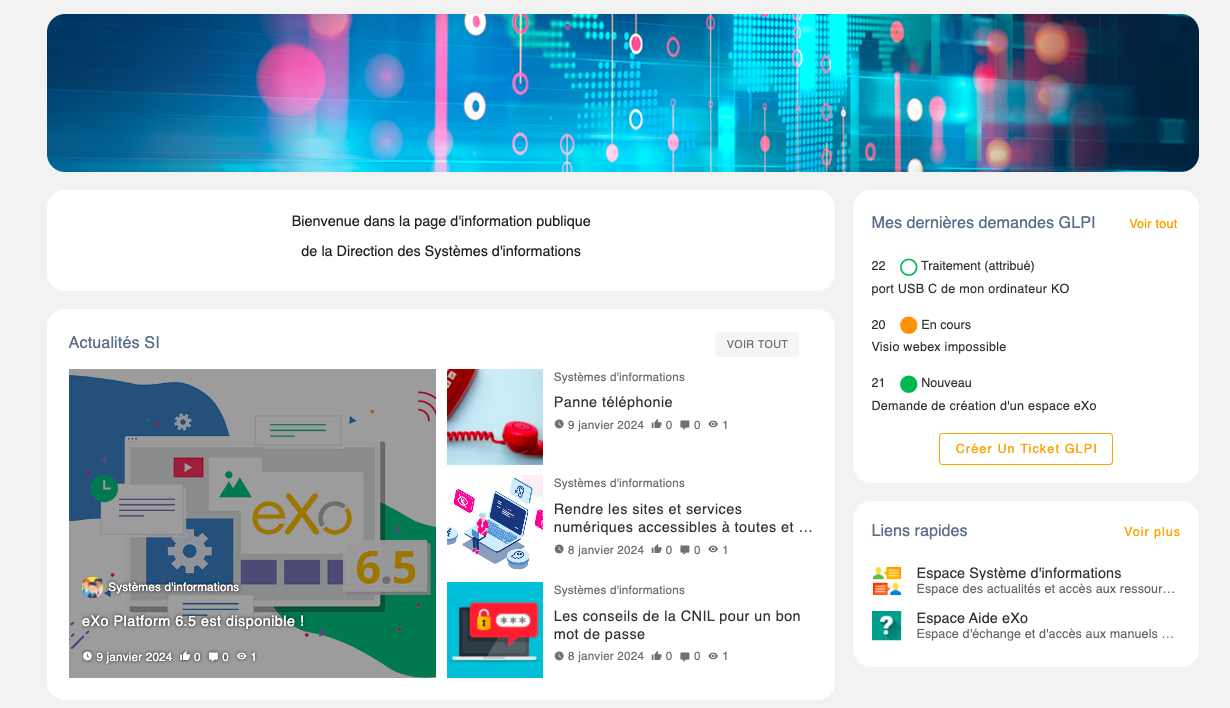 Bienvenue dans la page d'information publique
de la Direction des Systèmes d'informations
Actualités SI
VOIR TOUT
eXo
6.5
Systèmes d'informations
eXo Platform 6.5 est disponible !
9 janvier 2024 0 0 1
Systèmes d'informations
Panne téléphonie
9 janvier 2024 0 0 1
Systèmes d'informations
Rendre les sites et services
numériques accessibles à toutes et ...
8 janvier 2024 0 0 1
***
Systèmes d'informations
Les conseils de la CNIL pour un bon
mot de passe
8 janvier 2024 0 0 1
Mes dernières demandes GLPI
Voir tout
22 Traitement (attribué)
port USB C de mon ordinateur KO
20 En cours
Visio webex impossible
21 Nouveau
Demande de création d'un espace eXo
Créer Un Ticket GLPI
Liens rapides
Voir plus
Espace Système d'informations
Espace des actualités et accès aux ressour...
?
Espace Aide eXo
Espace d'échange et d'accès aux manuels ...